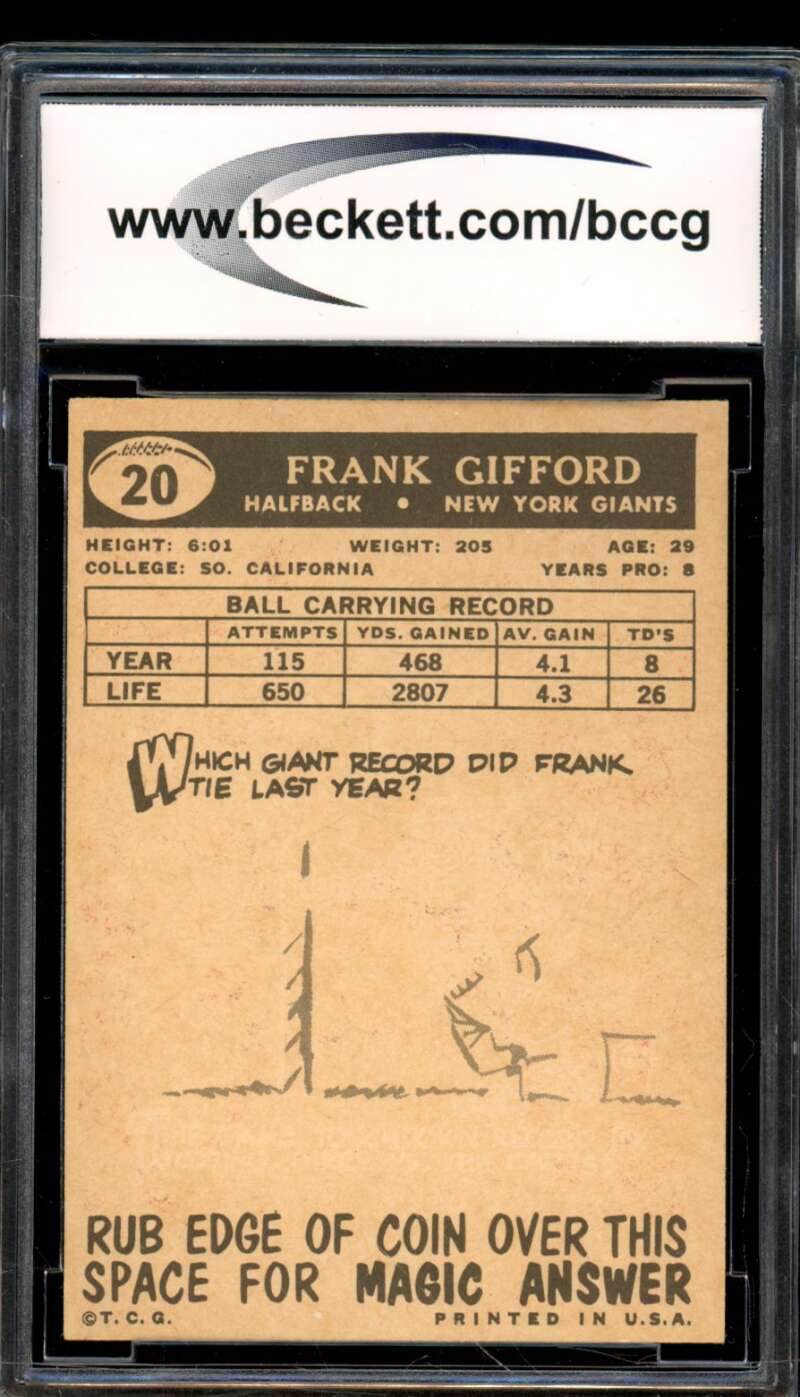 www.beckett.com/bccg
20
FRANK GIFFORD
HALFBACK • NEW YORK GIANTS
HEIGHT: 6:01 WEIGHT: 205 AGE: 29
COLLEGE: SO. CALIFORNIA YEARS PRO: 8
BALL CARRYING RECORD
ATTEMPTS YDS. GAINED AV. GAIN TD'S
YEAR 115 468 4.1 8
LIFE 650 2807 4.3 26
WHICH GIANT RECORD DID FRANK
TIE LAST YEAR?
RUB EDGE OF COIN OVER THIS
SPACE FOR MAGIC ANSWER
©T.C.G. PRINTED IN U.S.A.